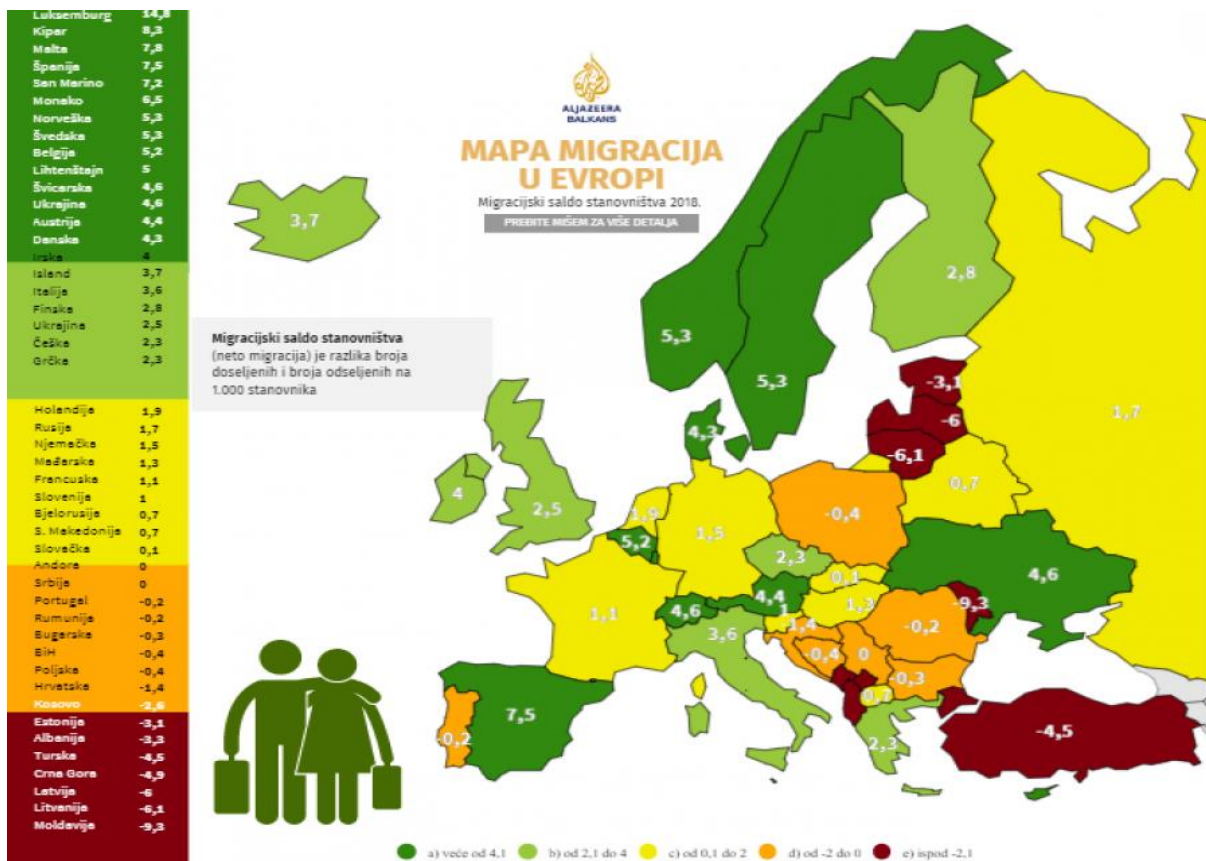 Luksemburg 14,8
Kipar 8,3
Malta 7,8
Španija 7,5
San Marino 7,2
Monako 6,5
Norveška 5,3
Švedska 5,3
Belgija 5,2
Lihtenštajn 5
Švicarska 4,6
Ukrajina 4,6
Austrija 4,4
Danska 4,3
Irska 4
Island 3,7
Italija 3,6
Finska 2,8
Ukrajina 2,5
Češka 2,3
Grčka 2,3
Holandija 1,9
Rusija 1,7
Njemačka 1,5
Mađarska 1,3
Francuska 1,1
Slovenija 1
Bjelorusija 0,7
S. Makedonija 0,7
Slovačka 0,1
Andora 0
Srbija 0
Portugal -0,2
Rumunija -0,2
Bugarska -0,3
BiH -0,4
Poljska -0,4
Hrvatska -1,4
Kosovo -2,6
Estonija -3,1
Albanija -3,3
Turska -4,5
Crna Gora -4,9
Latvija -6
Litvanija -6,1
Moldavija -9,3
ALJAZEERA
BALKANS
MAPA MIGRACIJA
U EVROPI
Migracijski saldo stanovništva 2018.
PREĐITE MIŠEM ZA VIŠE DETALJA
Migracijski saldo stanovništva
(neto migracija) je razlika broja
doseljenih i broja odseljenih na
1.000 stanovnika
3,7
2,8
5,3
5,3
-3,1
1,7
-6
4,3
-6,1
0,7
4
2,5
1,9
-0,4
1,5
5,2
2,3
4,6
0,1
4,4
1,3
-9,3
1,1
4,6
1
3,6
-1,4
-0,2
-0,4
0
-0,3
0,7
7,5
-0,2
2,3
-4,5
a) veće od 4,1
b) od 2,1 do 4
c) od 0,1 do 2
d) od -2 do 0
e) ispod -2,1